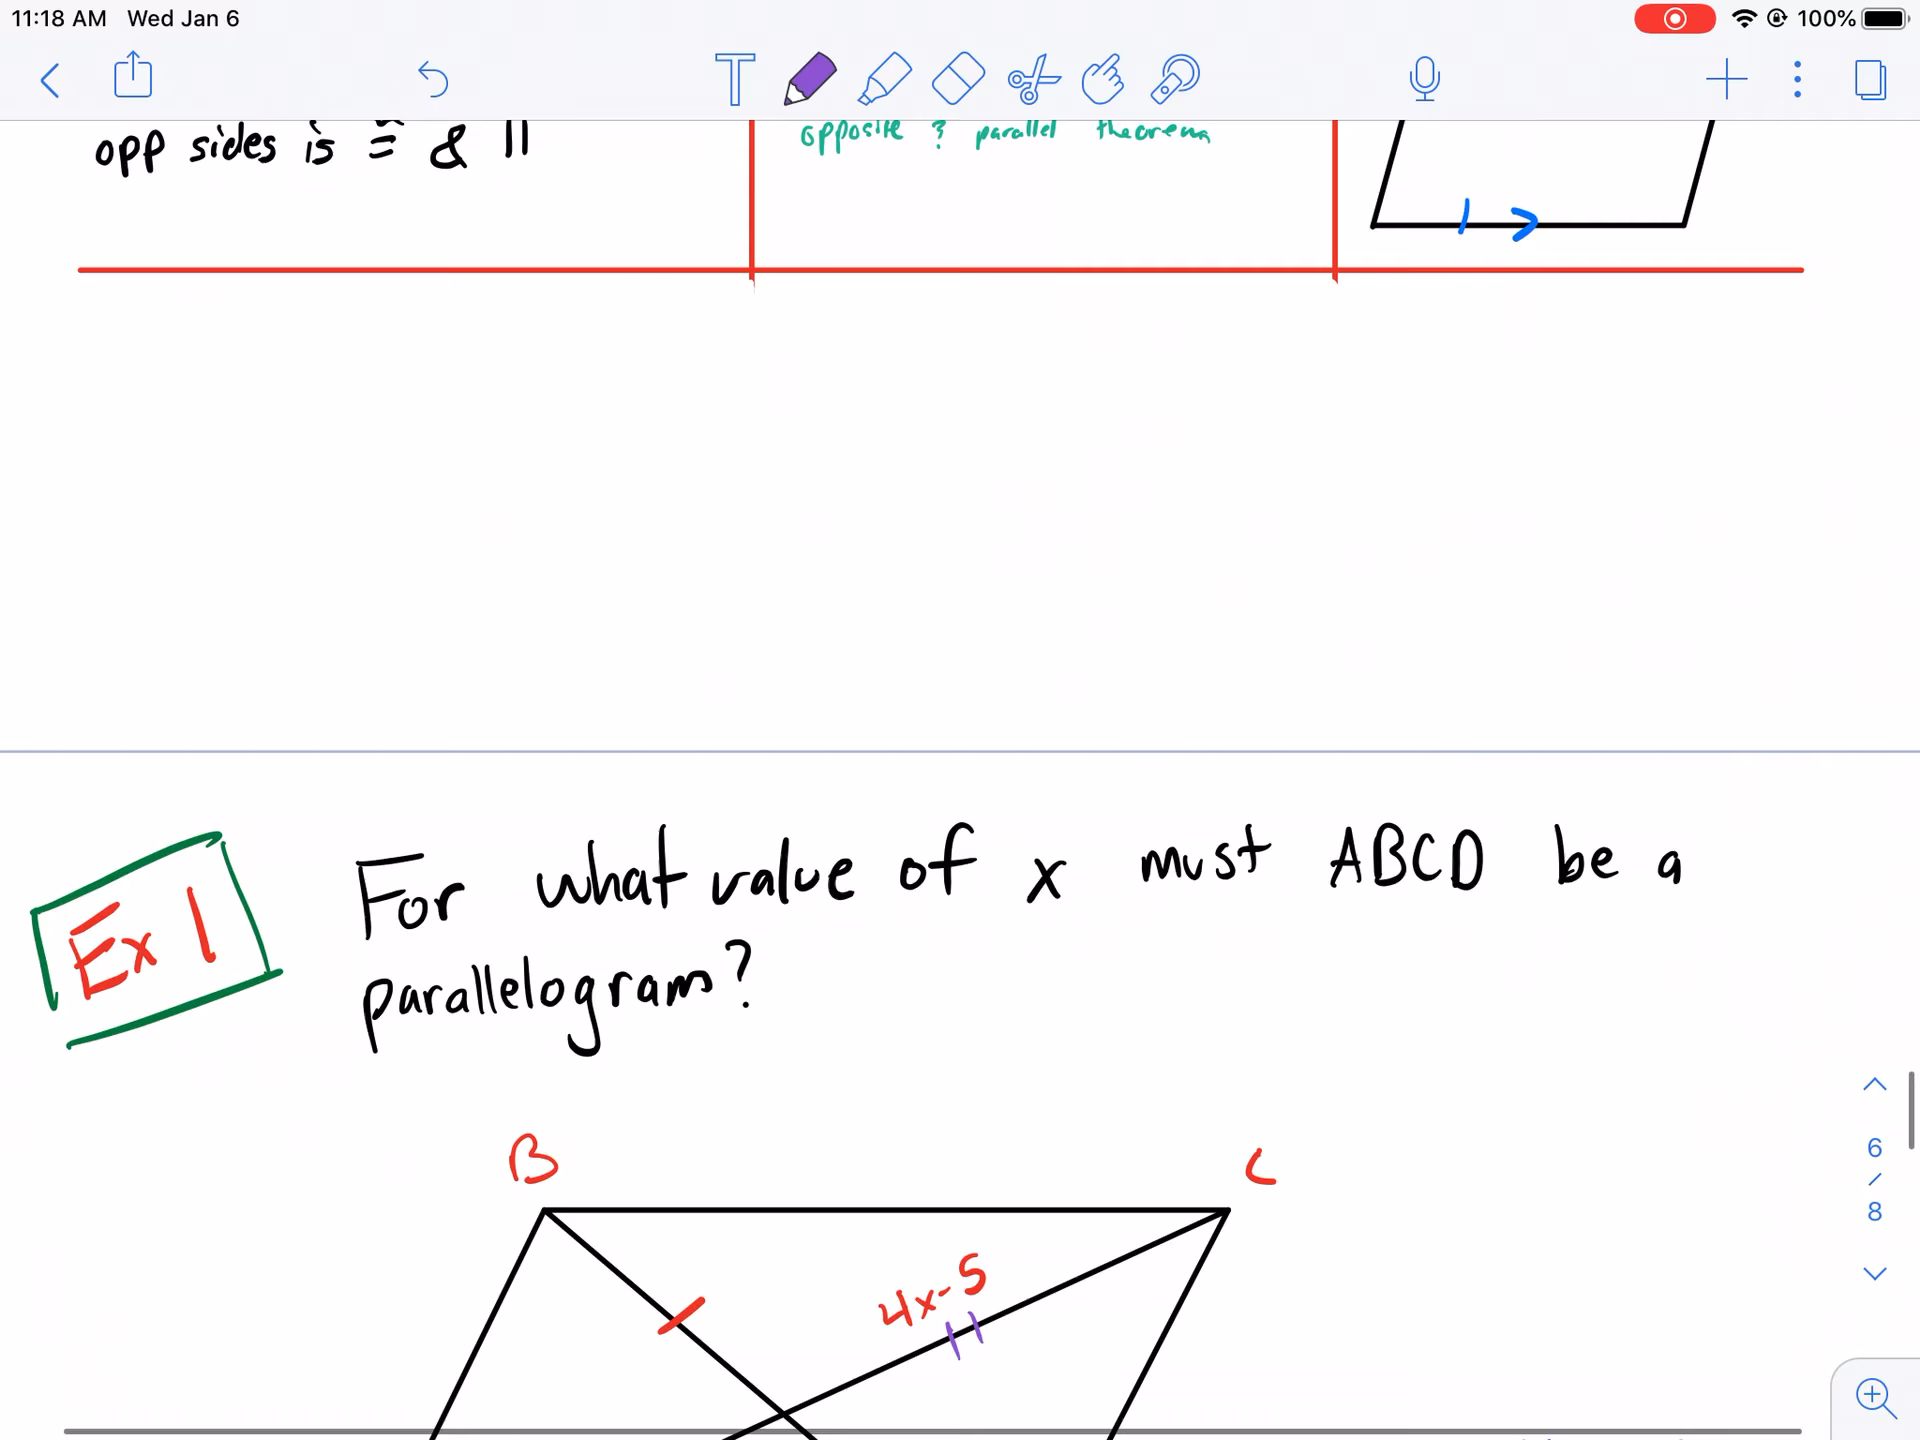 11:18 AM Wed Jan 6
100%
T
opp sides is ≅ & ||
opposite ? parallel theorem
Ex 1
For what value of x must ABCD be a
parallelogram?
6
/
8
B
C
4x-5